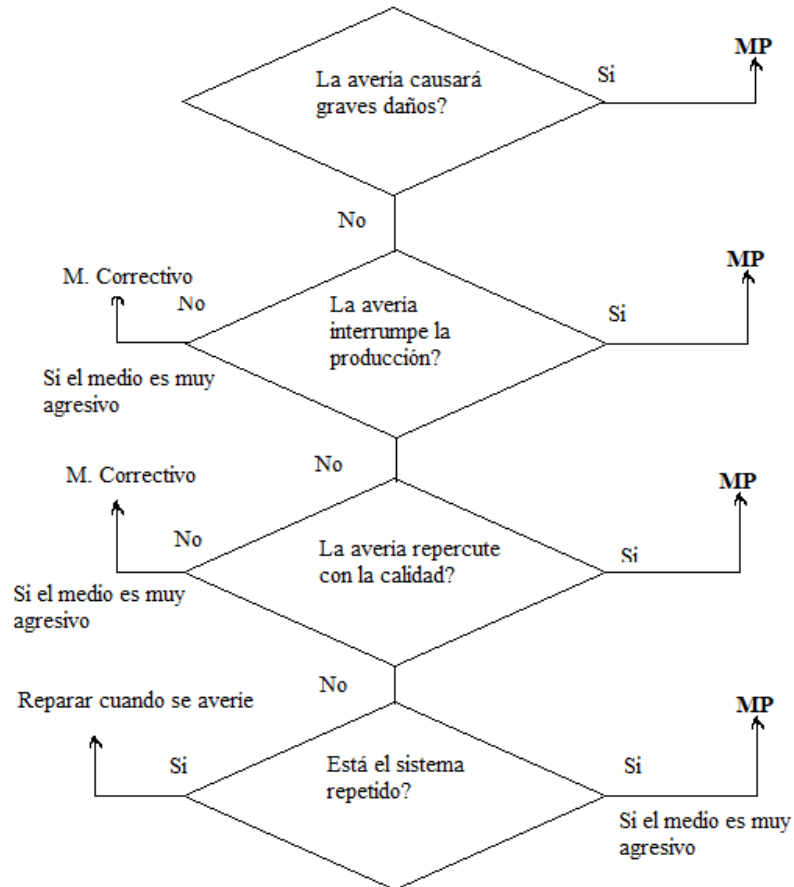 La averia causará
graves daños?
Si
MP
No
M. Correctivo
No
Si el medio es muy
agresivo
La averia
interrumpe la
producción?
Si
MP
No
M. Correctivo
No
Si el medio es muy
agresivo
La averia repercute
con la calidad?
Si
MP
No
Reparar cuando se averie
Si
Está el sistema
repetido?
Si
MP
Si el medio es muy
agresivo